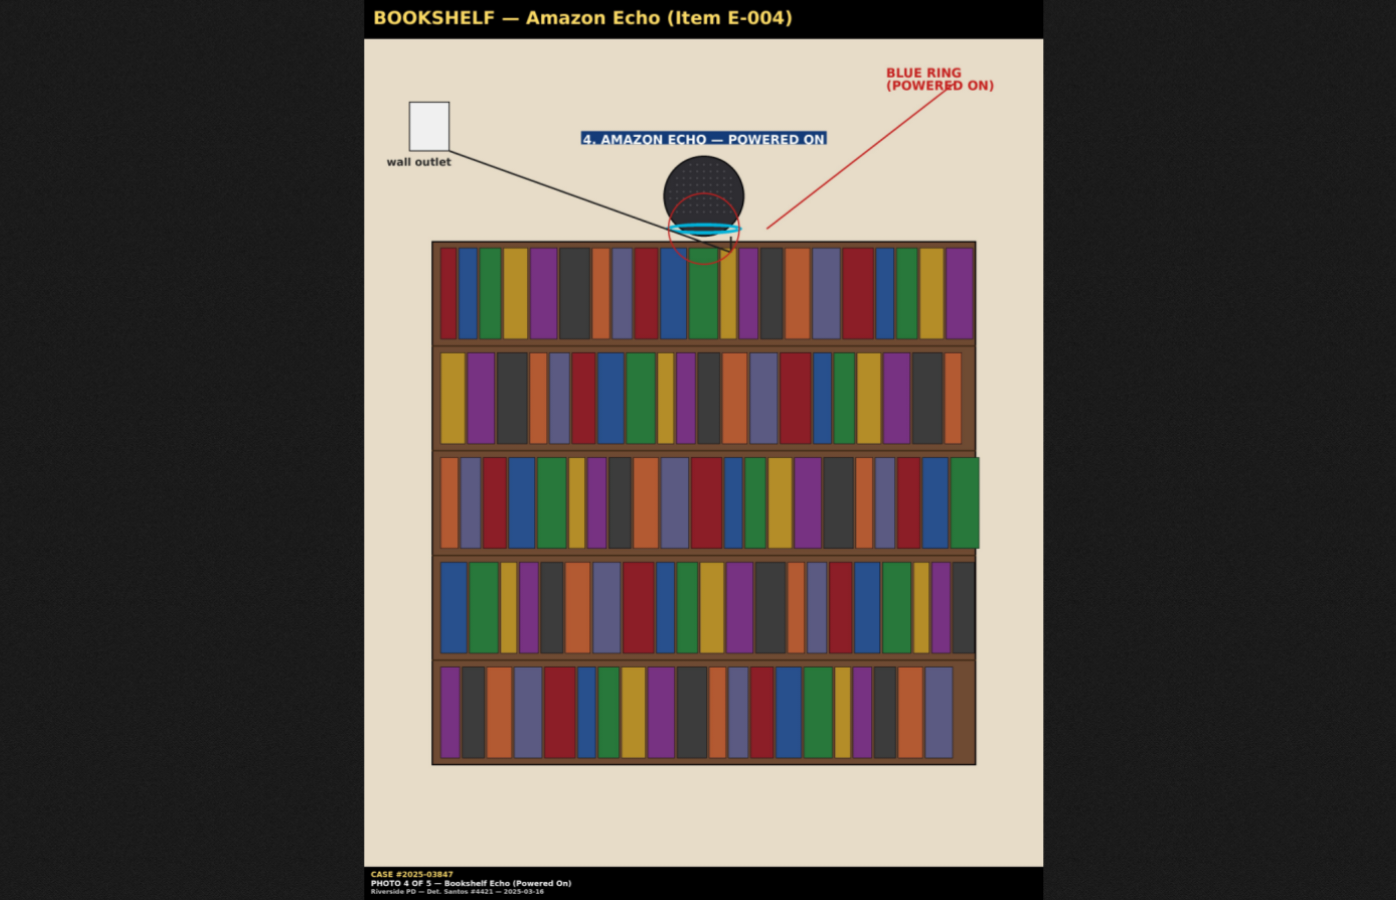 BOOKSHELF — Amazon Echo (Item E-004)
BLUE RING
(POWERED ON)
wall outlet
4. AMAZON ECHO — POWERED ON
CASE #2025-03847
PHOTO 4 OF 5 — Bookshelf Echo (Powered On)
Riverside PD — Det. Santos #4421 — 2025-03-16